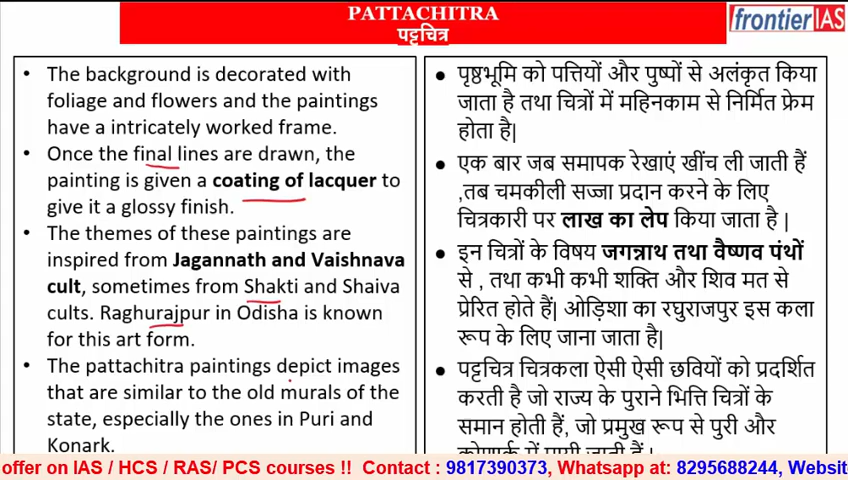 PATTACHITRA
पट्टचित्र
frontierIAS
• The background is decorated with
foliage and flowers and the paintings
have a intricately worked frame.
• Once the final lines are drawn, the
painting is given a coating of lacquer to
give it a glossy finish.
• The themes of these paintings are
inspired from Jagannath and Vaishnava
cult, sometimes from Shakti and Shaiva
cults. Raghurajpur in Odisha is known
for this art form.
• The pattachitra paintings depict images
that are similar to the old murals of the
state, especially the ones in Puri and
Konark.
• पृष्ठभूमि को पत्तियों और पुष्पों से अलंकृत किया
जाता है तथा चित्रों में महिनकाम से निर्मित फ्रेम
होता है|
• एक बार जब समापक रेखाएं खींच ली जाती हैं
,तब चमकीली सज्जा प्रदान करने के लिए
चित्रकारी पर लाख का लेप किया जाता है |
• इन चित्रों के विषय जगन्नाथ तथा वैष्णव पंथों
से , तथा कभी कभी शक्ति और शिव मत से
प्रेरित होते हैं| ओड़िशा का रघुराजपुर इस कला
रूप के लिए जाना जाता है|
• पट्टचित्र चित्रकला ऐसी ऐसी छवियों को प्रदर्शित
करती है जो राज्य के पुराने भित्ति चित्रों के
समान होती हैं, जो प्रमुख रूप से पुरी और
कोणार्क में पायी जाती हैं |
offer on IAS / HCS / RAS/ PCS courses !! Contact : 9817390373, Whatsapp at: 8295688244, Website